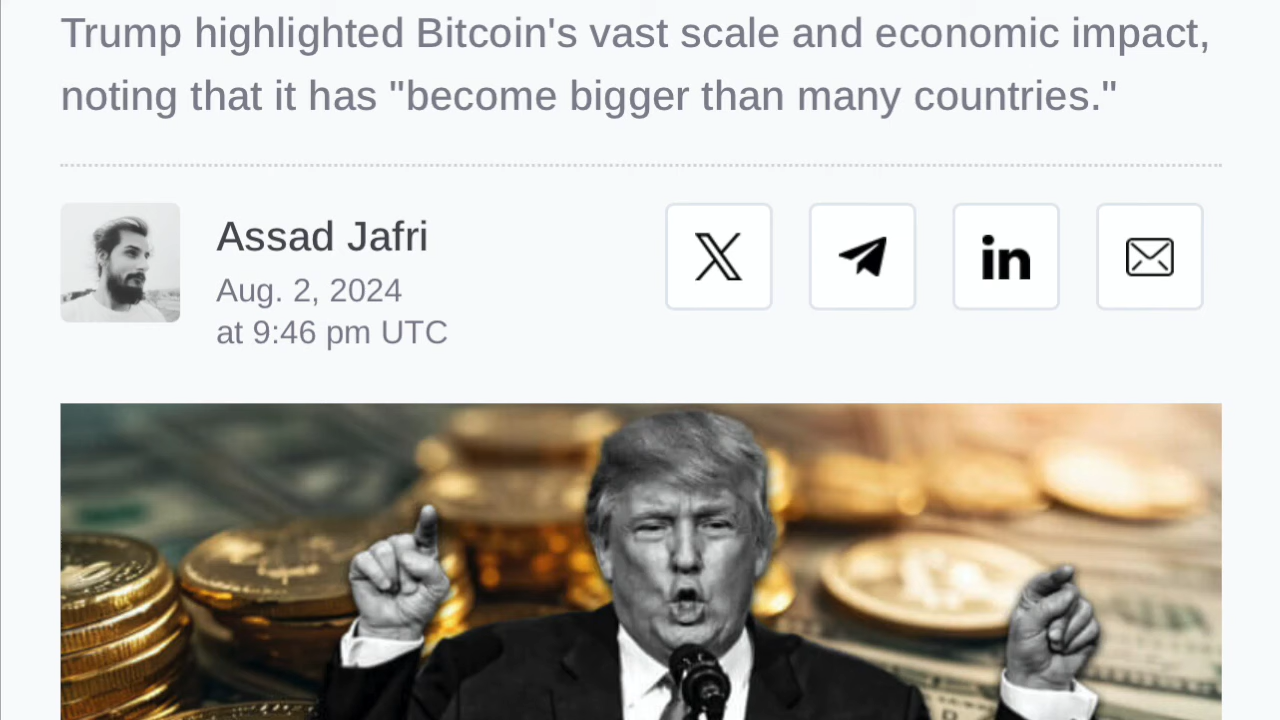 Trump highlighted Bitcoin's vast scale and economic impact,
noting that it has "become bigger than many countries."
Assad Jafri
Aug. 2, 2024
at 9:46 pm UTC
in